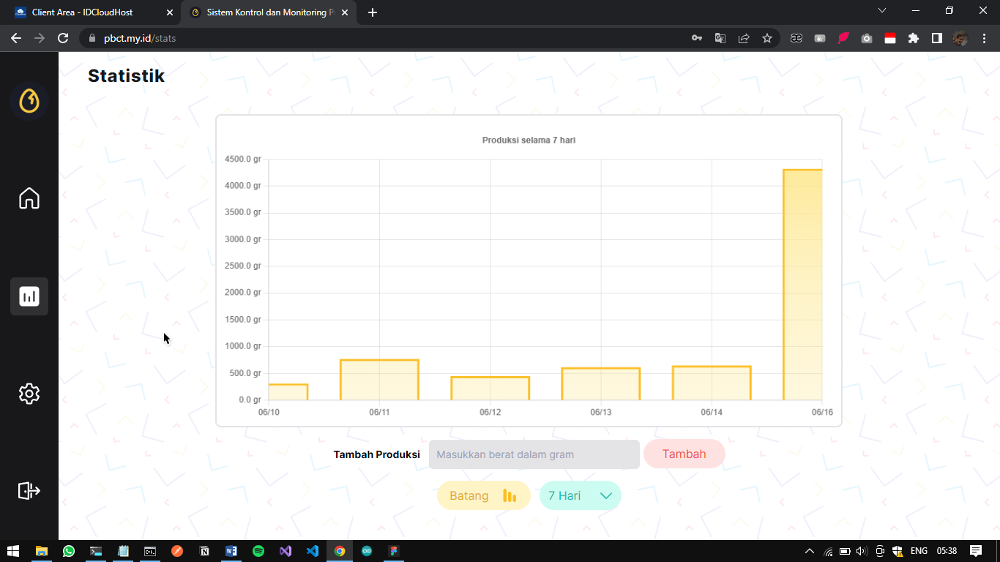 Client Area - IDCloudHost
Sistem Kontrol dan Monitoring P
pbct.my.id/stats
Statistik
Produksi selama 7 hari
4500.0 gr
4000.0 gr
3500.0 gr
3000.0 gr
2500.0 gr
2000.0 gr
1500.0 gr
1000.0 gr
500.0 gr
0.0 gr
06/10 06/11 06/12 06/13 06/14 06/16
Tambah Produksi Masukkan berat dalam gram Tambah
Batang 7 Hari
ENG 05:38